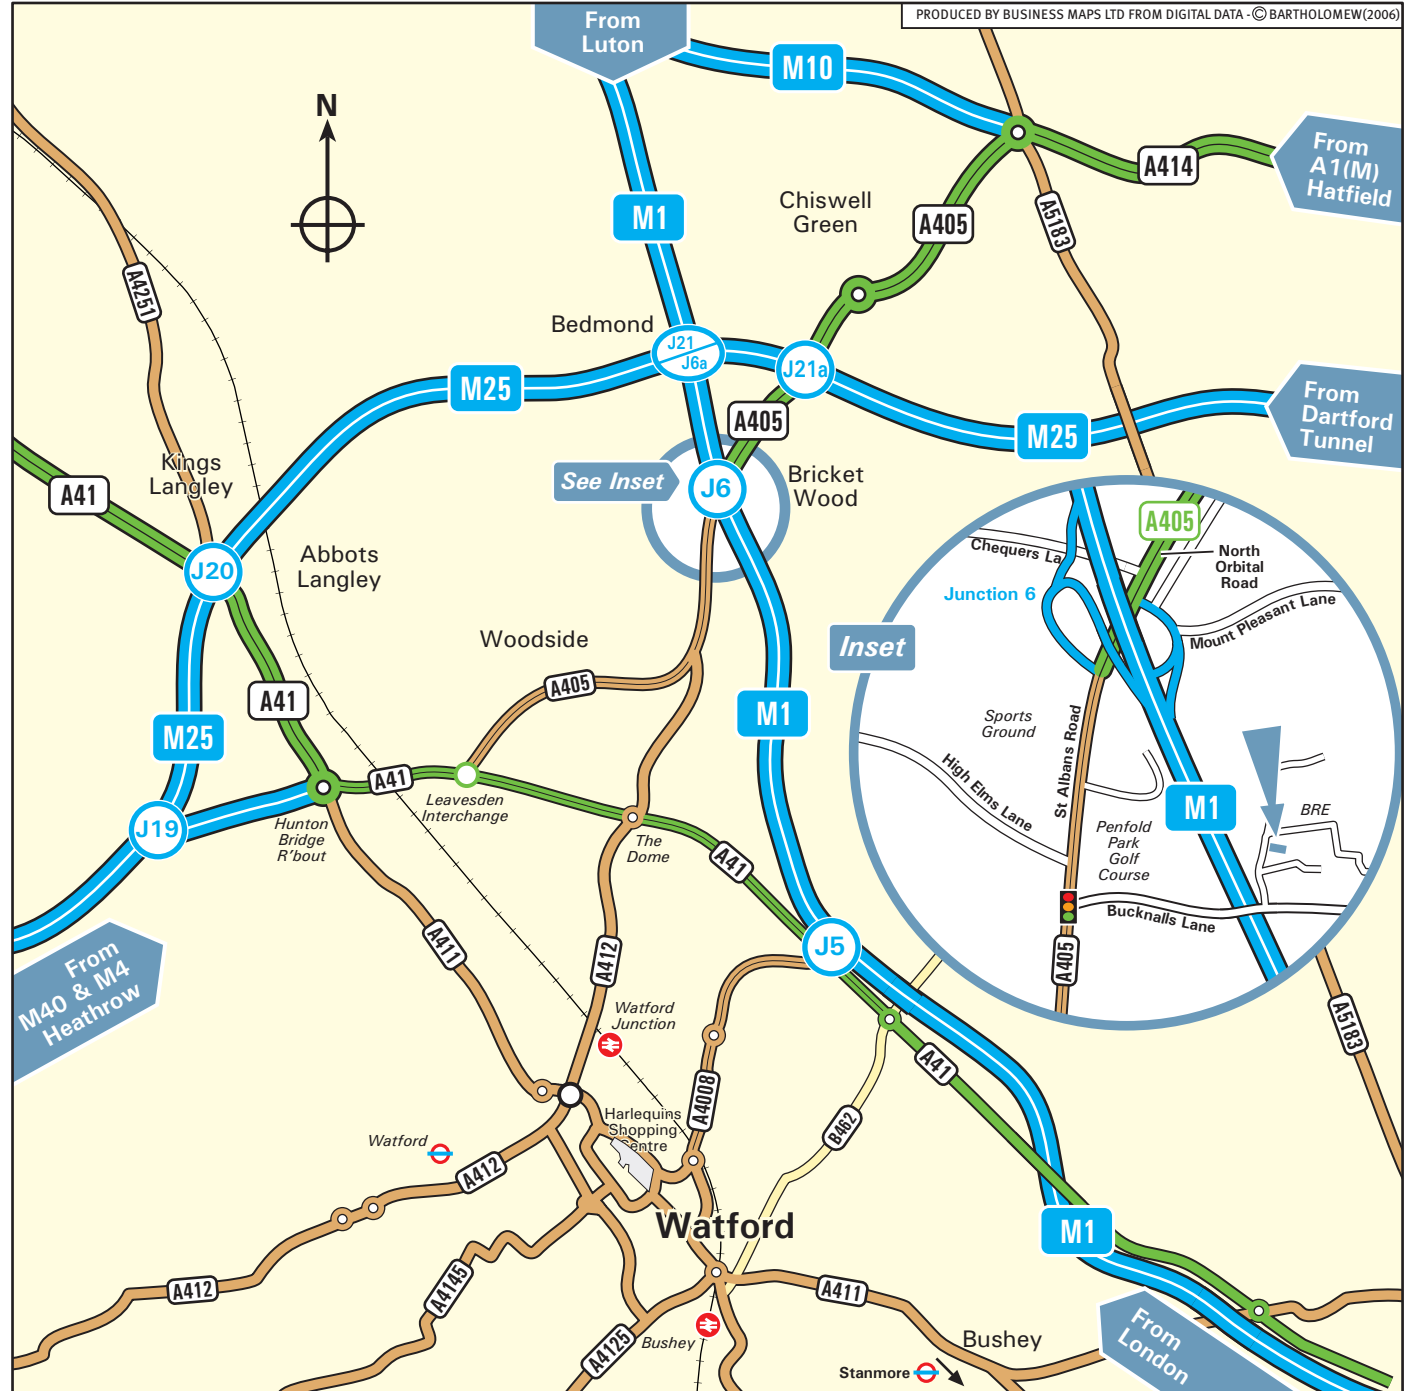 PRODUCED BY BUSINESS MAPS LTD FROM DIGITAL DATA - © BARTHOLOMEW(2006)
From
Luton
M10
N
A414
From
A1(M)
Hatfield
Chiswell
Green
M1
A405
A5183
A4251
Bedmond
J21
J6a
J21a
M25
A405
From
Dartford
Tunnel
M25
Kings
Langley
A41
See Inset
J6
Bricket
Wood
A405
Chequers La
North
Orbital
Road
Junction 6
Mount Pleasant Lane
J20
Abbots
Langley
Woodside
Inset
A405
A41
M1
M25
Sports
Ground
St Albans Road
High Elms Lane
A41
Leavesden
Interchange
M1
BRE
J19
Hunton
Bridge
R'bout
The
Dome
Penfold
Park
Golf
Course
A41
Bucknalls Lane
A405
A411
A412
J5
From
M40 & M4
Heathrow
Watford
Junction
A5183
A41
A4008
B462
Harlequins
Shopping
Centre
Watford
A412
Watford
M1
A412
A4145
A411
Bushey
A4125
Bushey
From
London
Stanmore